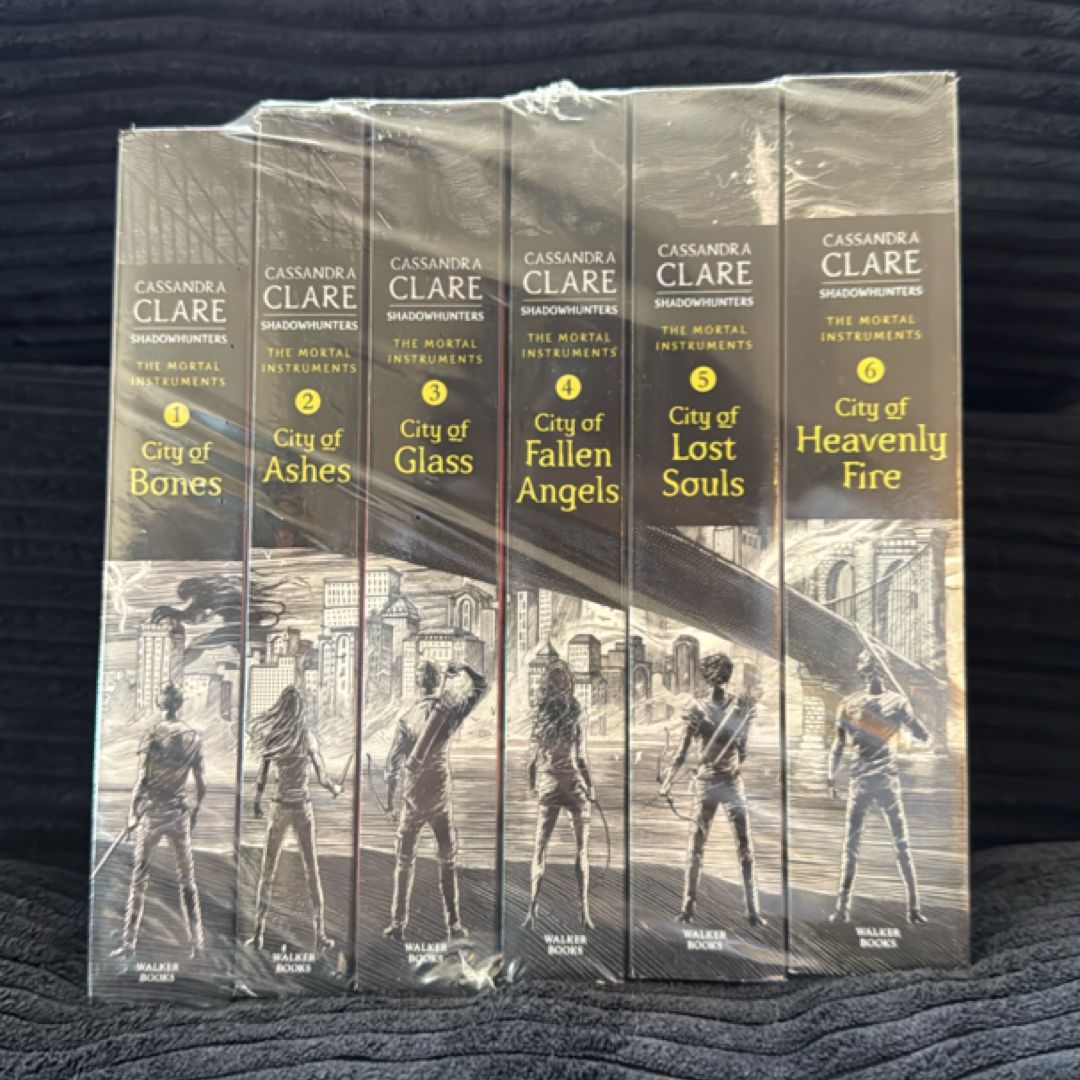 CASSANDRA
CLARE
SHADOWHUNTERS
THE MORTAL
INSTRUMENTS
1
City of
Bones
WALKER
BOOKS
CASSANDRA
CLARE
SHADOWHUNTERS
THE MORTAL
INSTRUMENTS
2
City of
Ashes
WALKER
BOOKS
CASSANDRA
CLARE
SHADOWHUNTERS
THE MORTAL
INSTRUMENTS
3
City of
Glass
WALKER
BOOKS
CASSANDRA
CLARE
SHADOWHUNTERS
THE MORTAL
INSTRUMENTS
4
City of
Fallen
Angels
WALKER
BOOKS
CASSANDRA
CLARE
SHADOWHUNTERS
THE MORTAL
INSTRUMENTS
5
City of
Lost
Souls
WALKER
BOOKS
CASSANDRA
CLARE
SHADOWHUNTERS
THE MORTAL
INSTRUMENTS
6
City of
Heavenly
Fire
WALKER
BOOKS